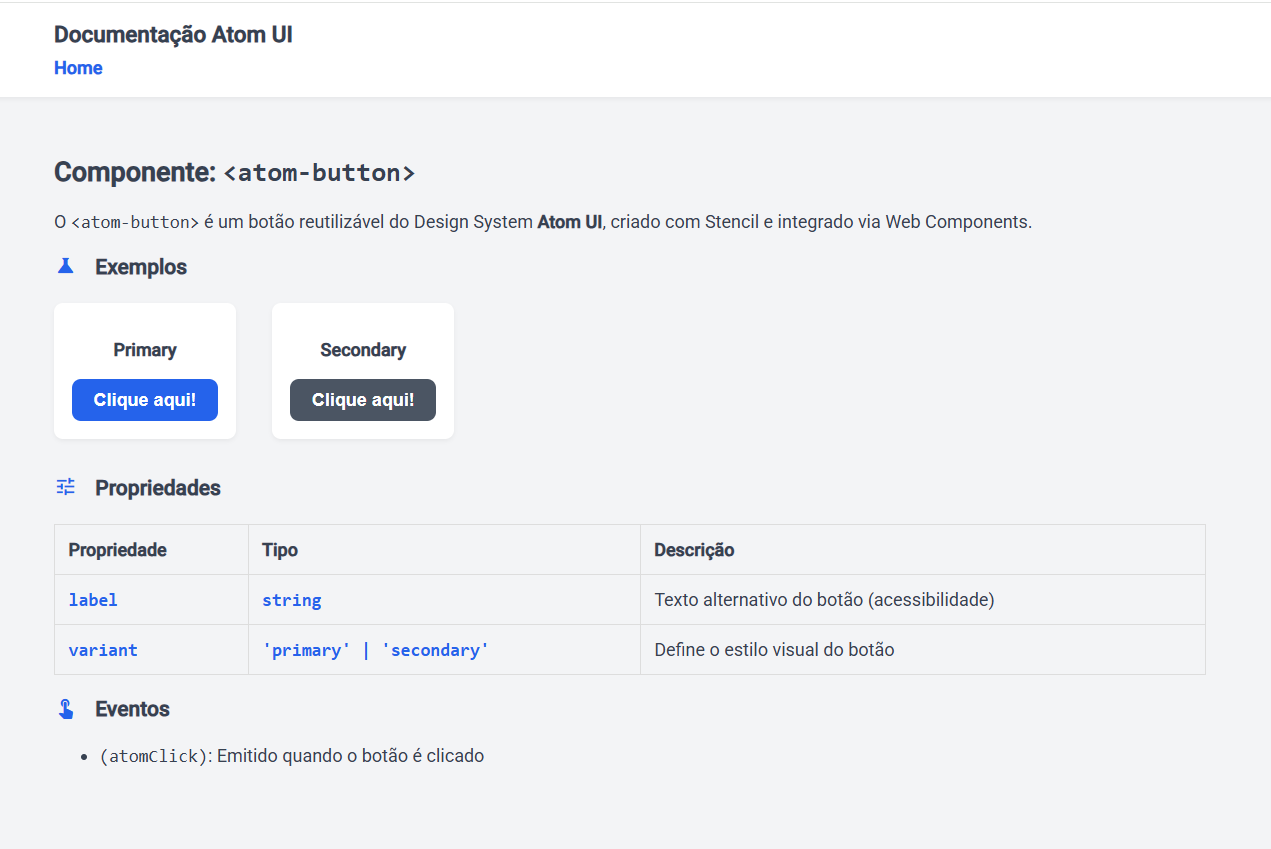 Documentação Atom UI
Home
Componente: <atom-button>
O <atom-button> é um botão reutilizável do Design System Atom UI, criado com Stencil e integrado via Web Components.
Exemplos
Primary
Clique aqui!
Secondary
Clique aqui!
Propriedades
Propriedade Tipo Descrição
label string Texto alternativo do botão (acessibilidade)
variant 'primary' | 'secondary' Define o estilo visual do botão
Eventos
• (atomClick): Emitido quando o botão é clicado